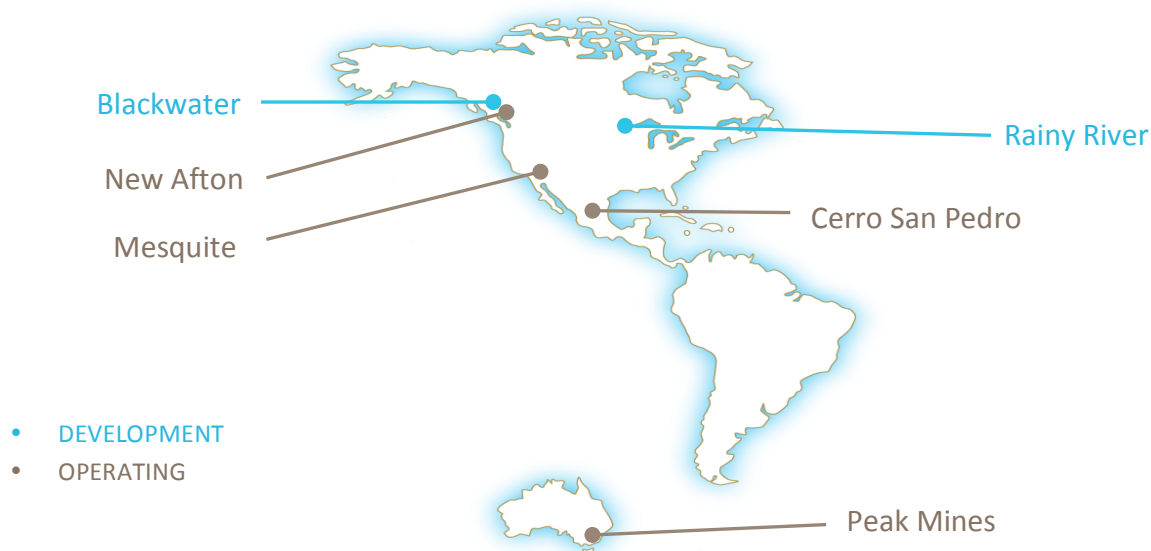 Blackwater
Rainy River
New Afton
Cerro San Pedro
Mesquite
• DEVELOPMENT
• OPERATING
Peak Mines